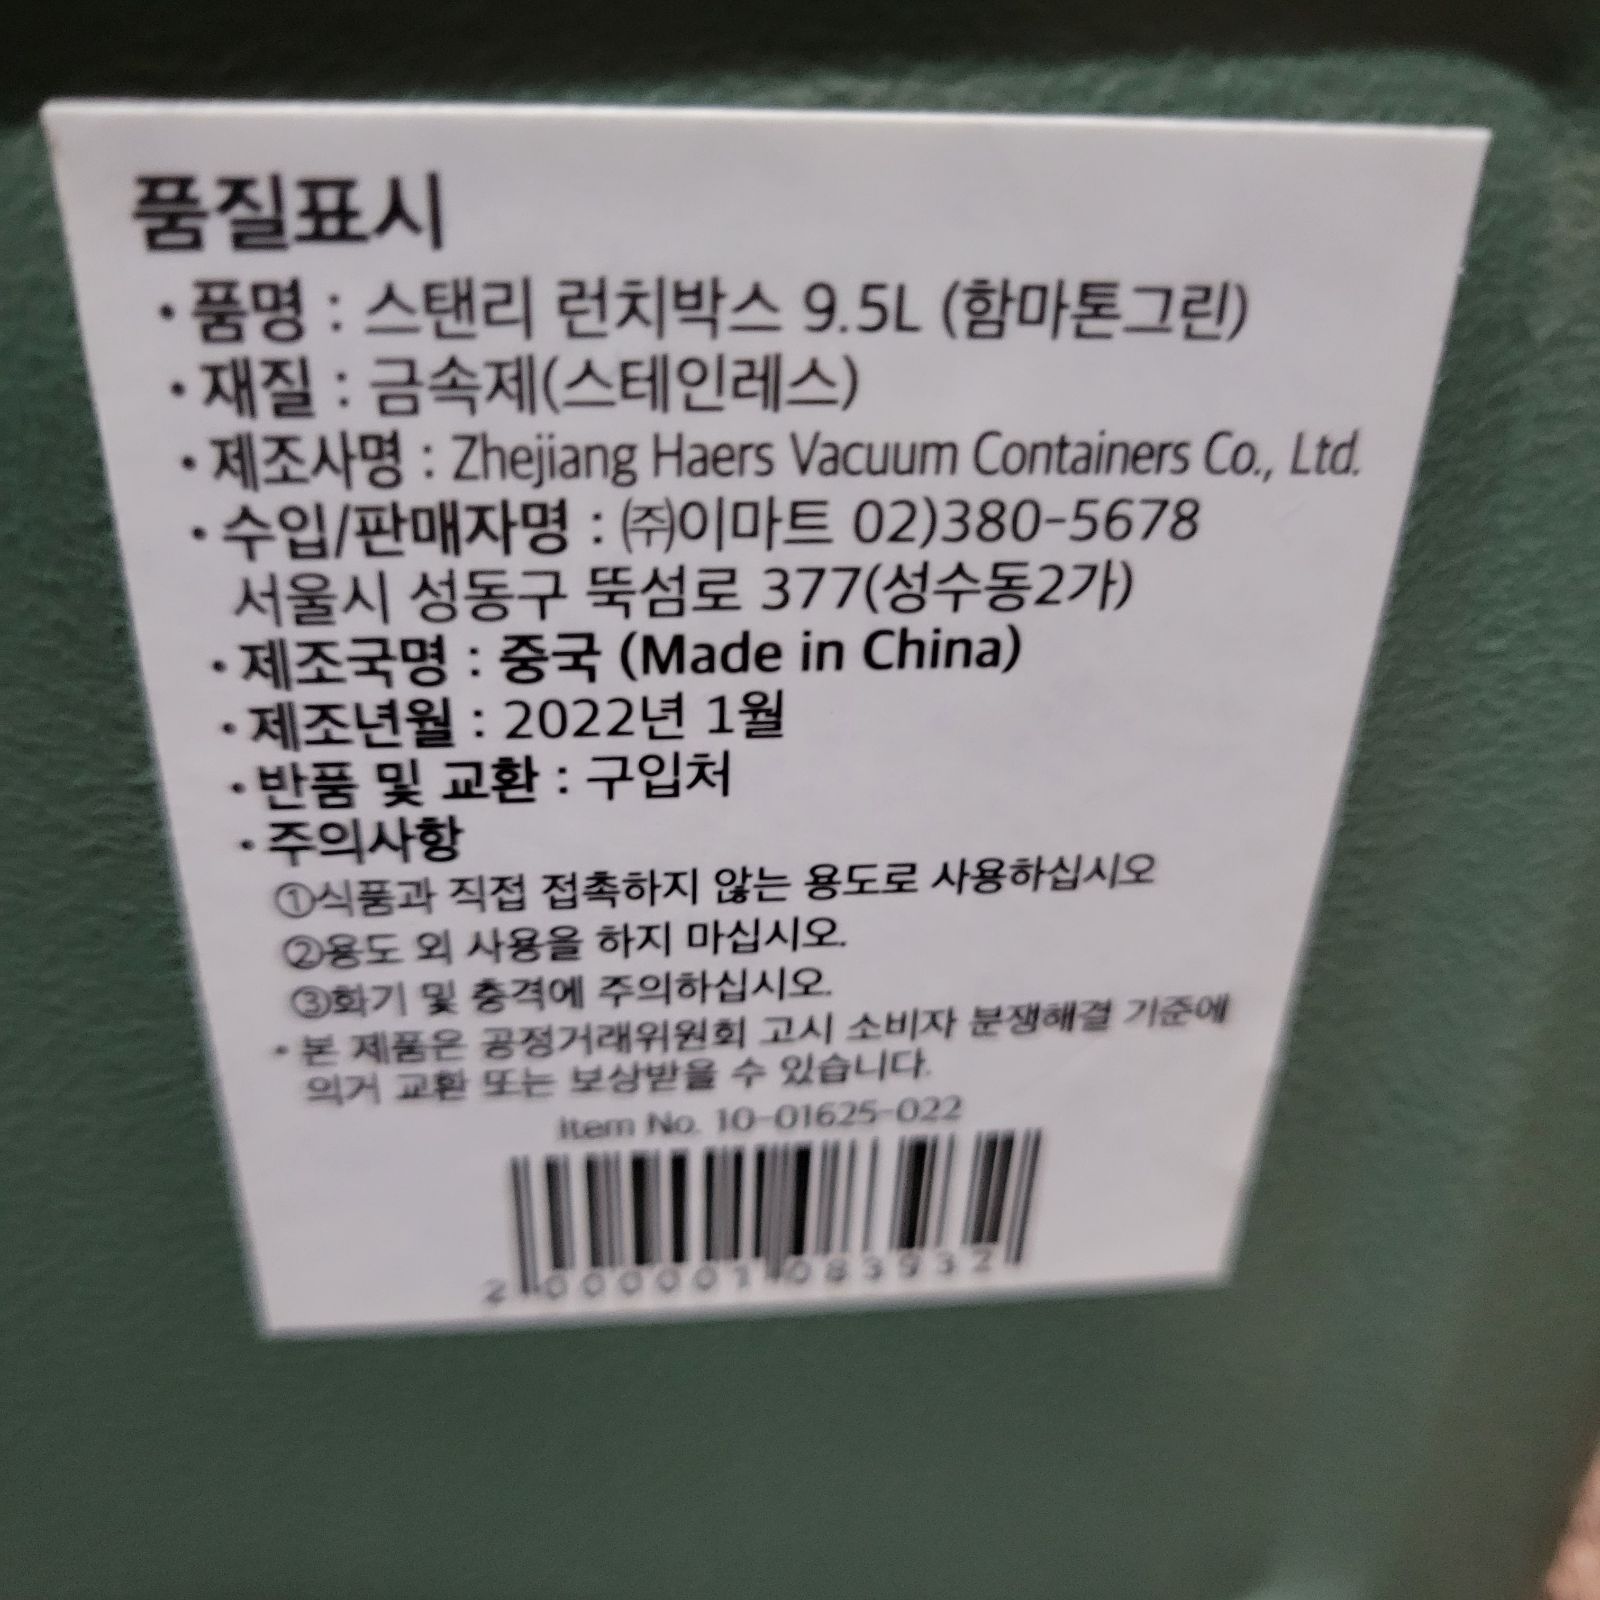 품질표시
• 품명 : 스탠리 런치박스 9.5L (함마톤그린)
• 재질 : 금속제(스테인레스)
• 제조사명 : Zhejiang Haers Vacuum Containers Co., Ltd.
• 수입/판매자명 : ㈜이마트 02)380-5678
서울시 성동구 뚝섬로 377(성수동2가)
• 제조국명 : 중국 (Made in China)
• 제조년월 : 2022년 1월
• 반품 및 교환 : 구입처
• 주의사항
①식품과 직접 접촉하지 않는 용도로 사용하십시오
②용도 외 사용을 하지 마십시오.
③화기 및 충격에 주의하십시오.
• 본 제품은 공정거래위원회 고시 소비자 분쟁해결 기준에
의거 교환 또는 보상받을 수 있습니다.
Item No. 10-01625-022
2 000001 083932